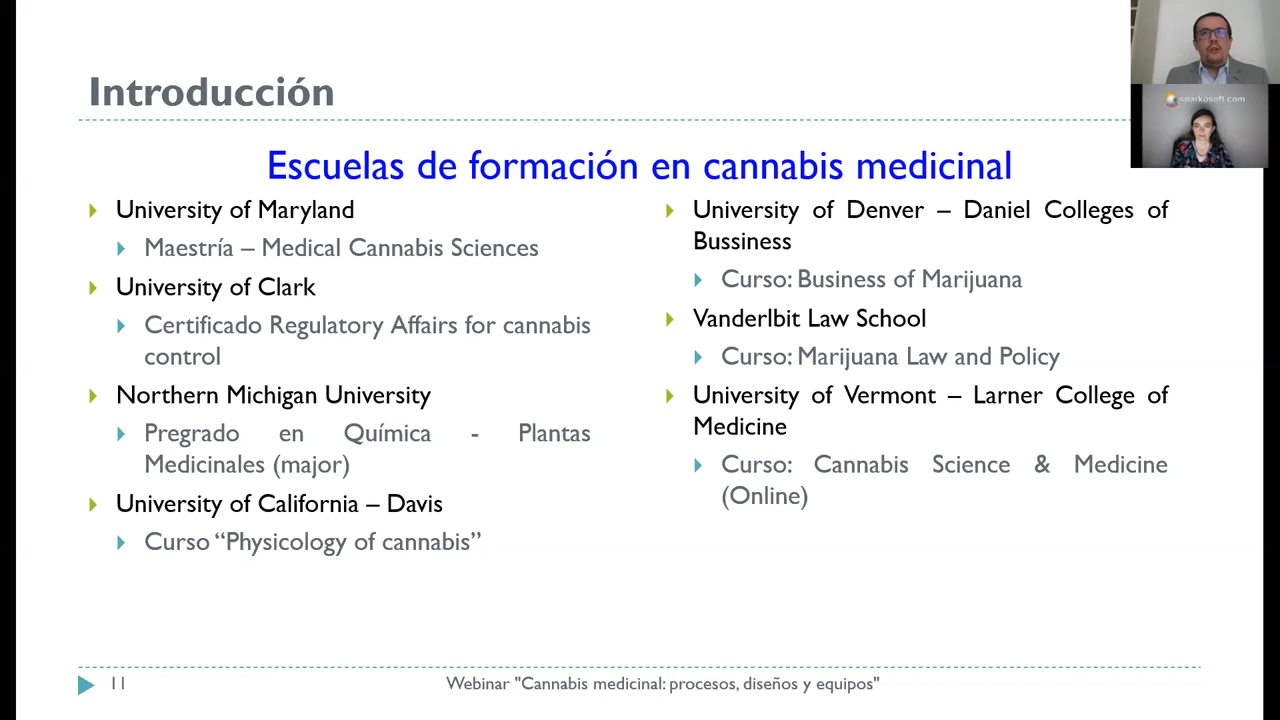 Introducción
sparkosoft.com
Escuelas de formación en cannabis medicinal
University of Maryland
Maestría – Medical Cannabis Sciences
University of Clark
Certificado Regulatory Affairs for cannabis
control
Northern Michigan University
Pregrado en Química - Plantas
Medicinales (major)
University of California – Davis
Curso “Physicology of cannabis”
University of Denver – Daniel Colleges of
Bussiness
Curso: Business of Marijuana
Vanderlbit Law School
Curso: Marijuana Law and Policy
University of Vermont – Larner College of
Medicine
Curso: Cannabis Science & Medicine
(Online)
11
Webinar "Cannabis medicinal: procesos, diseños y equipos"